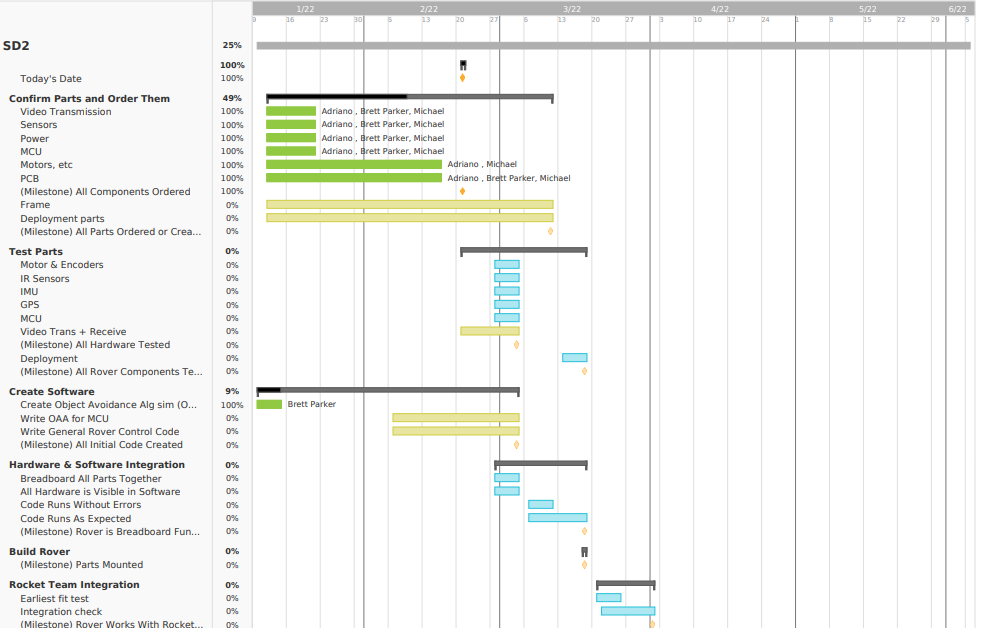 1/22 2/22 3/22 4/22 5/22 6/22
9 16 23 30 6 13 20 27 6 13 20 27 3 10 17 24 1 8 15 22 29 5
SD2 25%
100%
Today's Date 100%
Confirm Parts and Order Them 49%
Video Transmission 100% Adriano , Brett Parker, Michael
Sensors 100% Adriano , Brett Parker, Michael
Power 100% Adriano , Brett Parker, Michael
MCU 100% Adriano , Brett Parker, Michael
Motors, etc 100% Adriano , Michael
PCB 100% Adriano , Brett Parker, Michael
(Milestone) All Components Ordered 100%
Frame 0%
Deployment parts 0%
(Milestone) All Parts Ordered or Crea... 0%
Test Parts 0%
Motor & Encoders 0%
IR Sensors 0%
IMU 0%
GPS 0%
MCU 0%
Video Trans + Receive 0%
(Milestone) All Hardware Tested 0%
Deployment 0%
(Milestone) All Rover Components Te... 0%
Create Software 9%
Create Object Avoidance Alg sim (O... 100% Brett Parker
Write OAA for MCU 0%
Write General Rover Control Code 0%
(Milestone) All Initial Code Created 0%
Hardware & Software Integration 0%
Breadboard All Parts Together 0%
All Hardware is Visible in Software 0%
Code Runs Without Errors 0%
Code Runs As Expected 0%
(Milestone) Rover is Breadboard Fun... 0%
Build Rover 0%
(Milestone) Parts Mounted 0%
Rocket Team Integration 0%
Earliest fit test 0%
Integration check 0%
(Milestone) Rover Works With Rocket... 0%